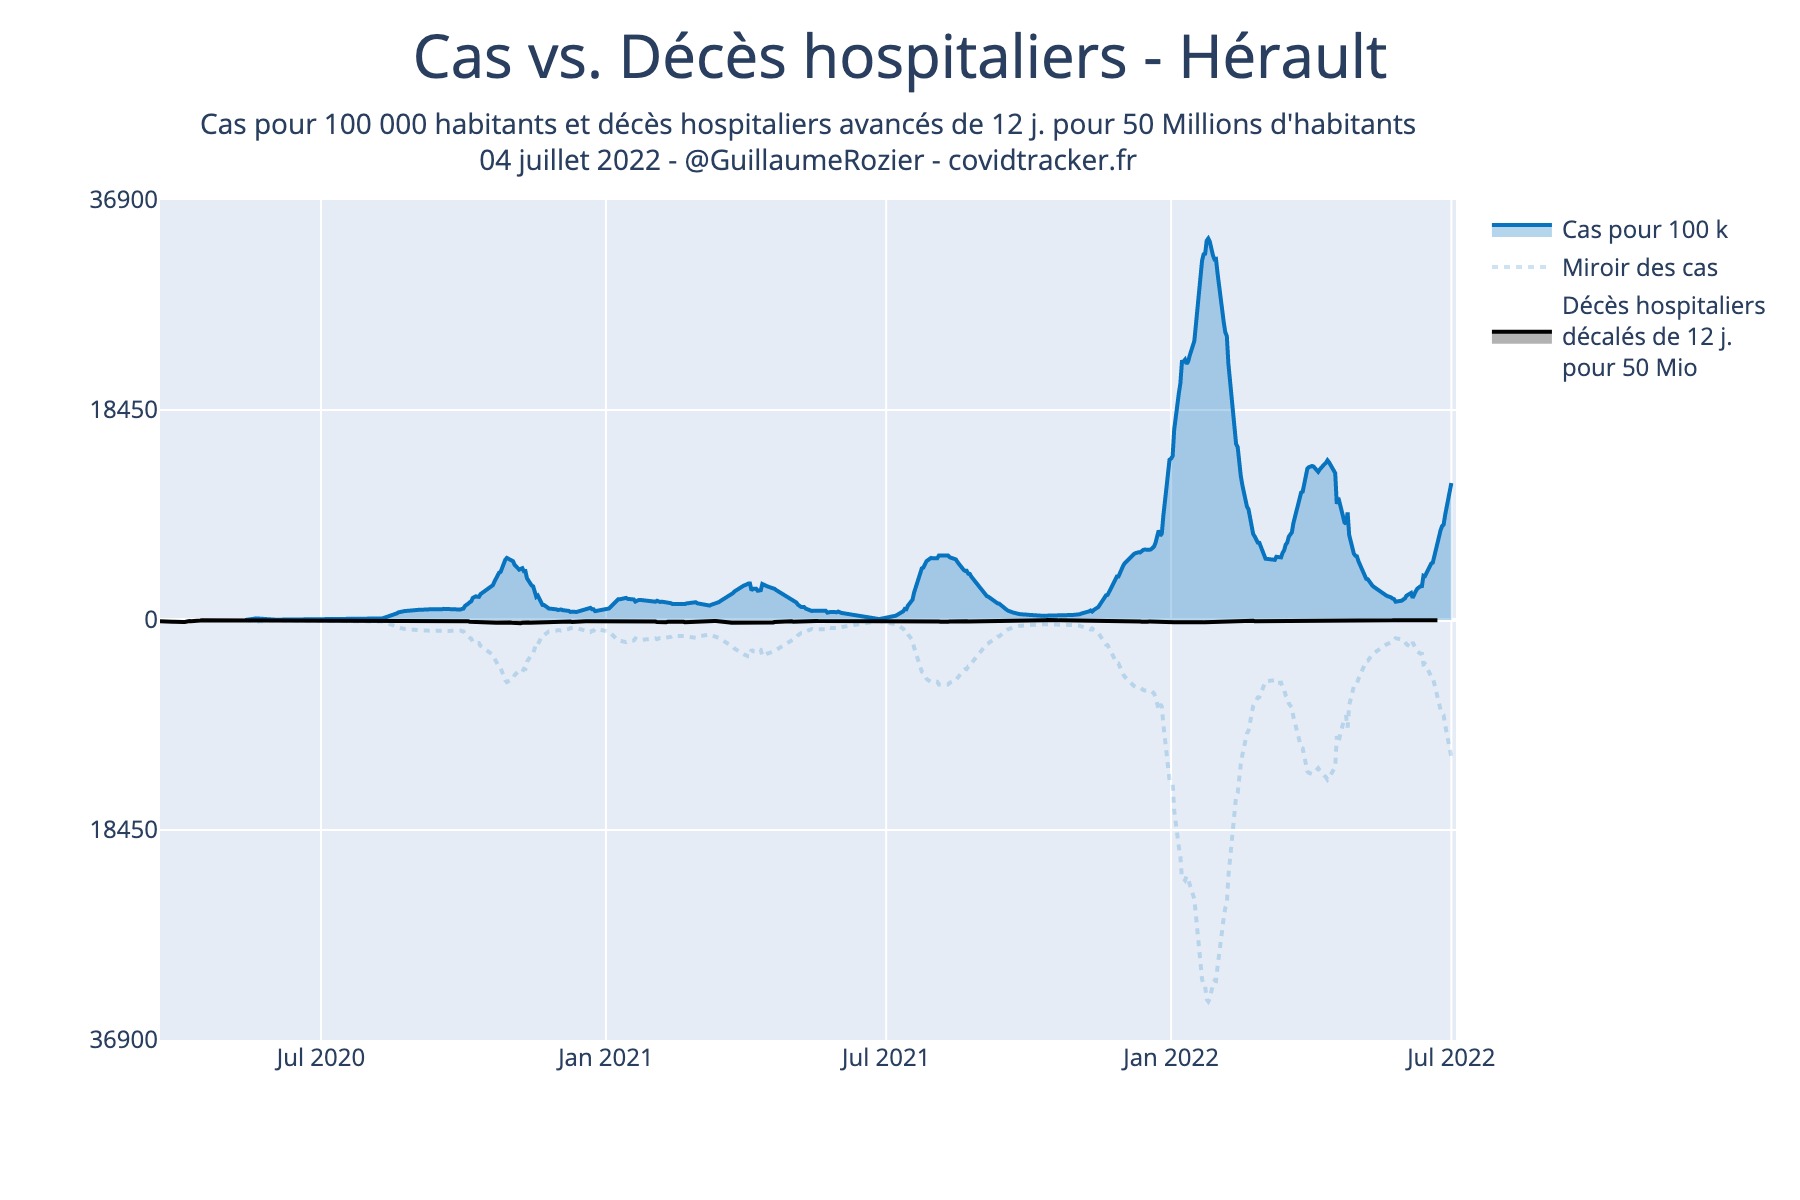 Cas vs. Décès hospitaliers - Hérault
Cas pour 100 000 habitants et décès hospitaliers avancés de 12 j. pour 50 Millions d'habitants
04 juillet 2022 - @GuillaumeRozier - covidtracker.fr
36900
18450
0
18450
36900
Jul 2020
Jan 2021
Jul 2021
Jan 2022
Jul 2022
Cas pour 100 k
Miroir des cas
Décès hospitaliers
décalés de 12 j.
pour 50 Mio